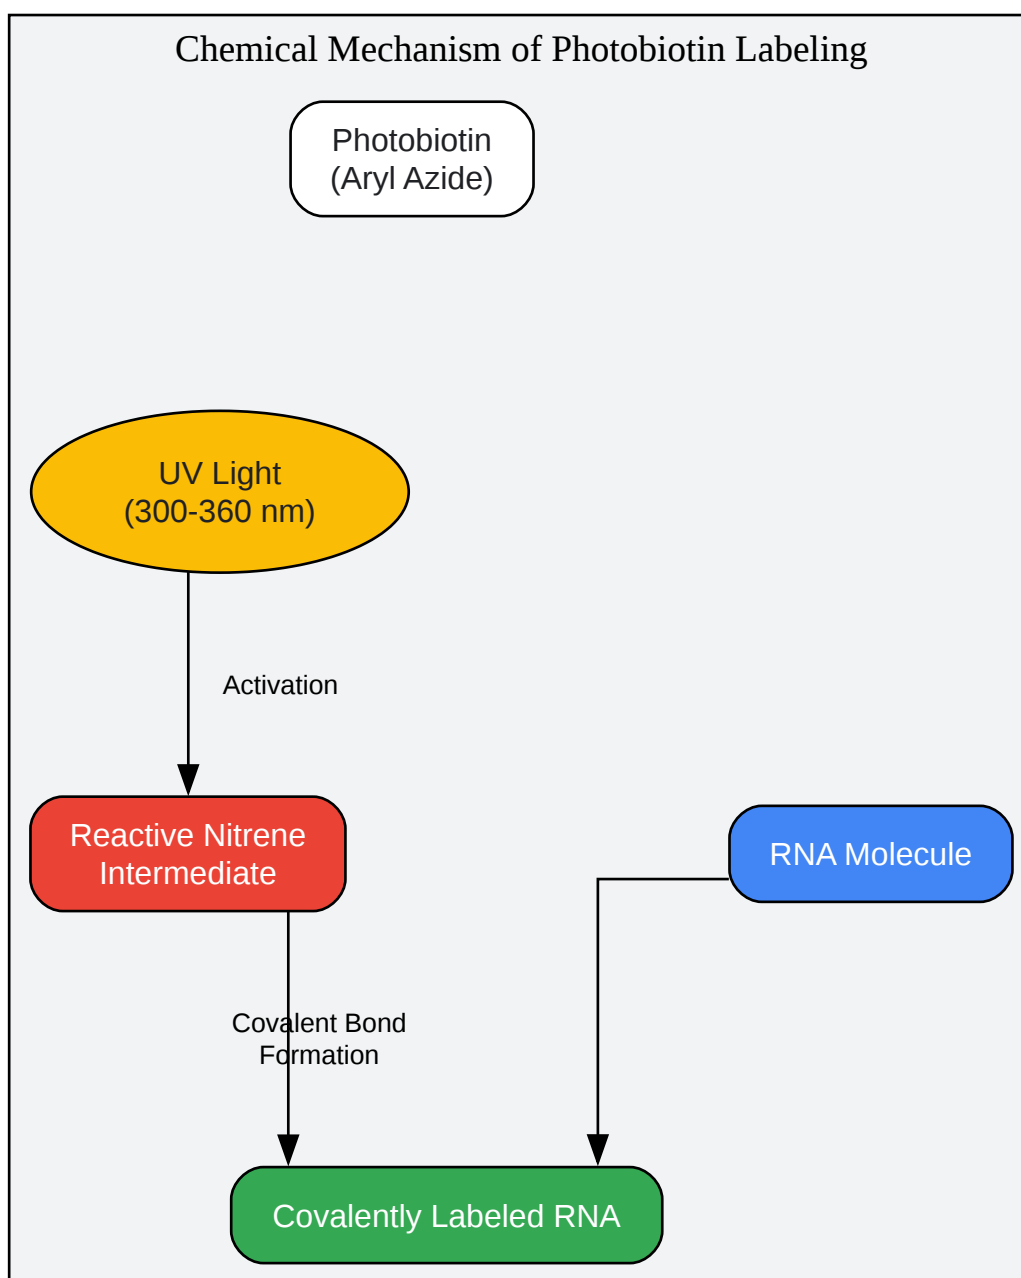 Chemical Mechanism of Photobiotin Labeling
Photobiotin
(Aryl Azide)
UV Light
(300-360 nm)
Activation
Reactive Nitrene
Intermediate
RNA Molecule
Covalent Bond
Formation
Covalently Labeled RNA